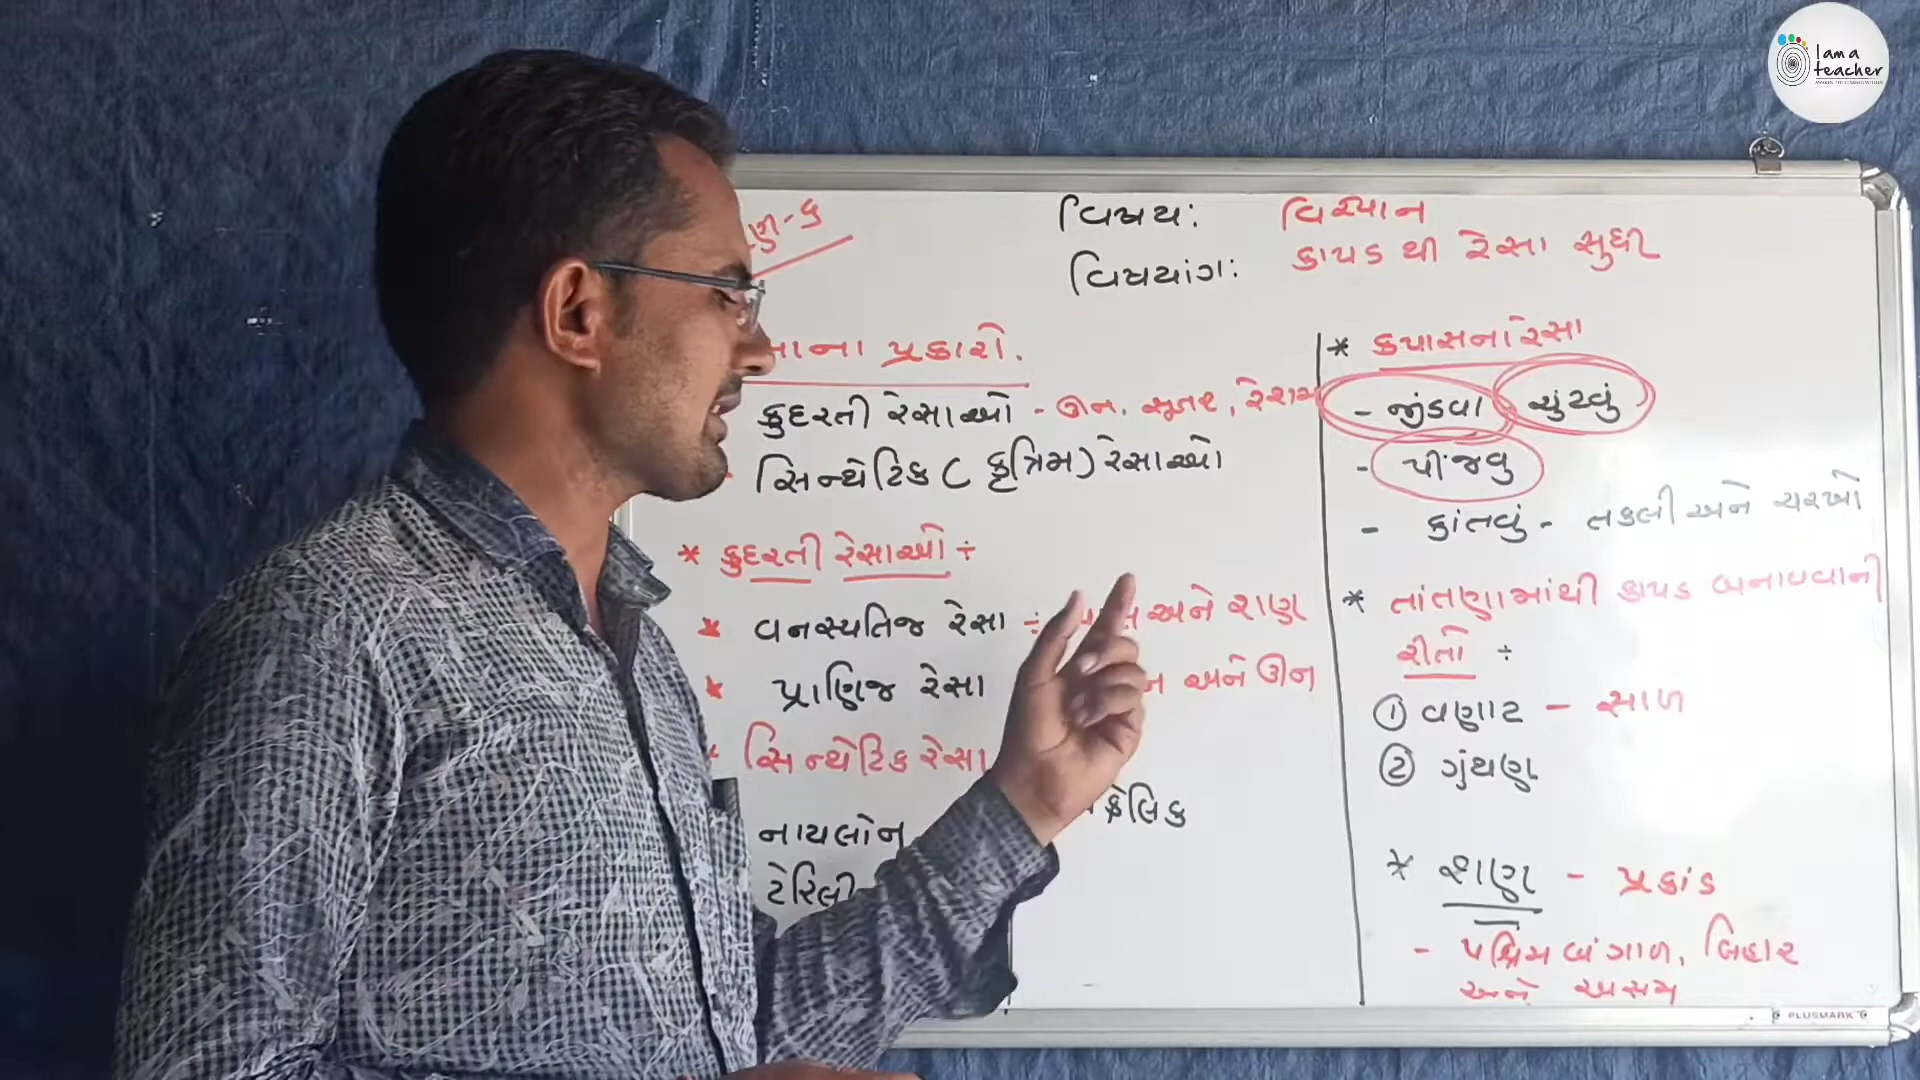 I am a
teacher
વિષય: વિજ્ઞાન
વિષયાંગ: કાપડ થી રેસા સુધી
પ્રકારો.
કુદરતી રેસાઓ - ઊન, સૂતર, રેશમ
સિન્થેટિક ( કૃત્રિમ ) રેસાઓ
* કુદરતી રેસાઓ ÷
* વનસ્પતિજ રેસા ÷ અને શણ
* પ્રાણિજ રેસા અને ઊન
* સિન્થેટિક રેસા
નાયલોન
* કપાસના રેસા
- જીંડવા ચુંટવું
- પીંજવુ
- કાંતવું - તકલી અને ચરખો
* તાંતણામાંથી કાપડ બનાવવાની
રીતો ÷
① વણાટ - સાળ
② ગુંથણ
* શણ - પ્રકાંડ
- પશ્ચિમ બંગાળ, બિહાર
અને અસમ
PLUSMARK